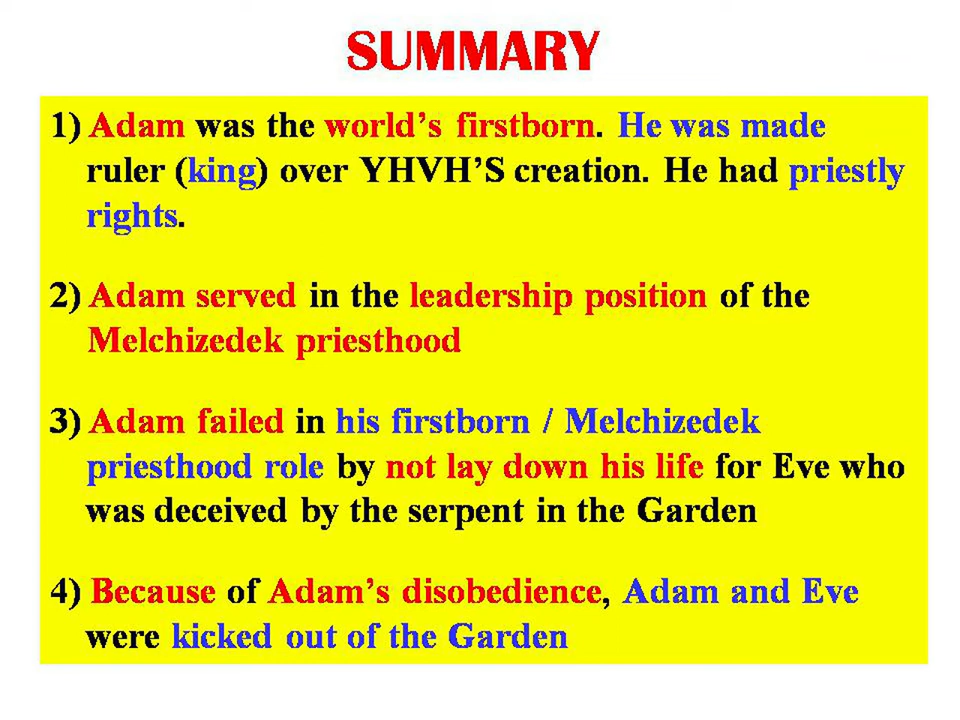 SUMMARY
1) Adam was the world’s firstborn. He was made
ruler (king) over YHVH’S creation. He had priestly
rights.
2) Adam served in the leadership position of the
Melchizedek priesthood
3) Adam failed in his firstborn / Melchizedek
priesthood role by not lay down his life for Eve who
was deceived by the serpent in the Garden
4) Because of Adam’s disobedience, Adam and Eve
were kicked out of the Garden